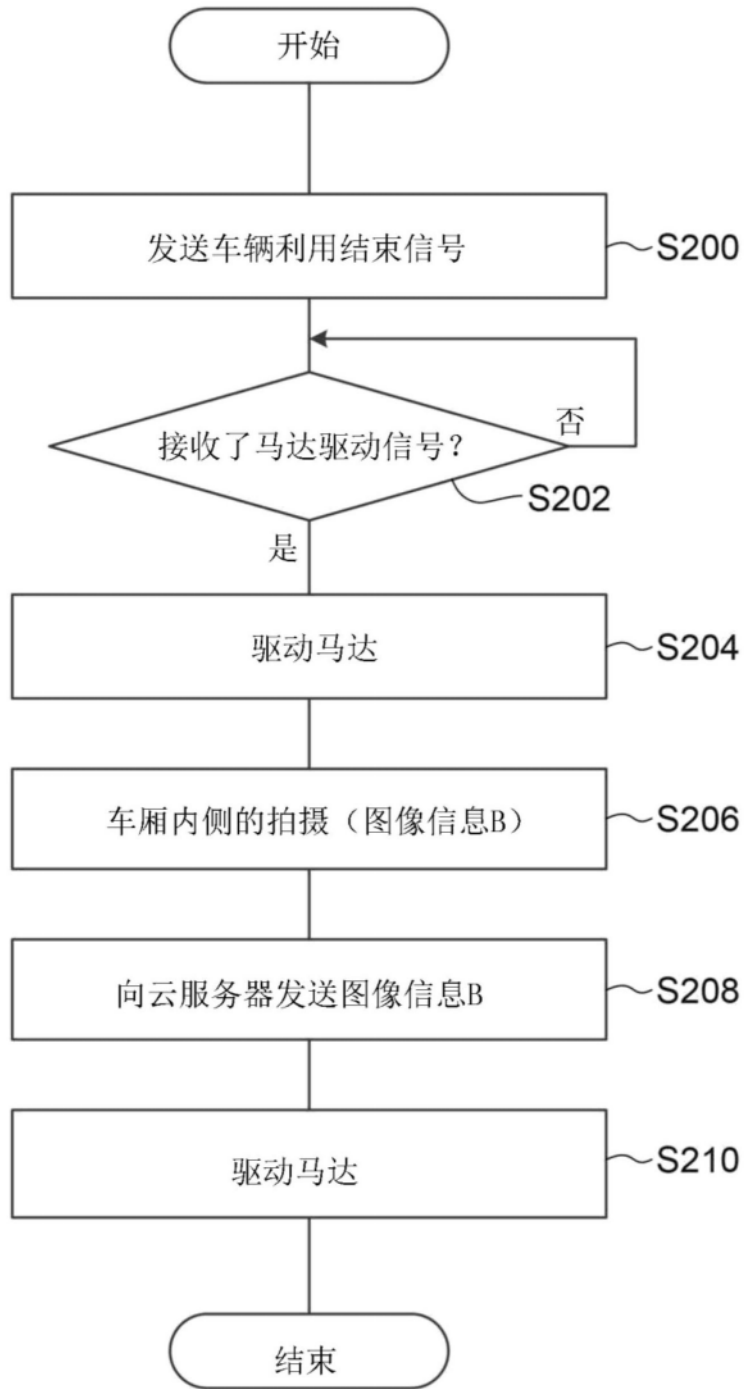 开始
发送车辆利用结束信号
S200
接收了马达驱动信号？
否
S202
是
驱动马达
S204
车厢内侧的拍摄（图像信息B）
S206
向云服务器发送图像信息B
S208
驱动马达
S210
结束